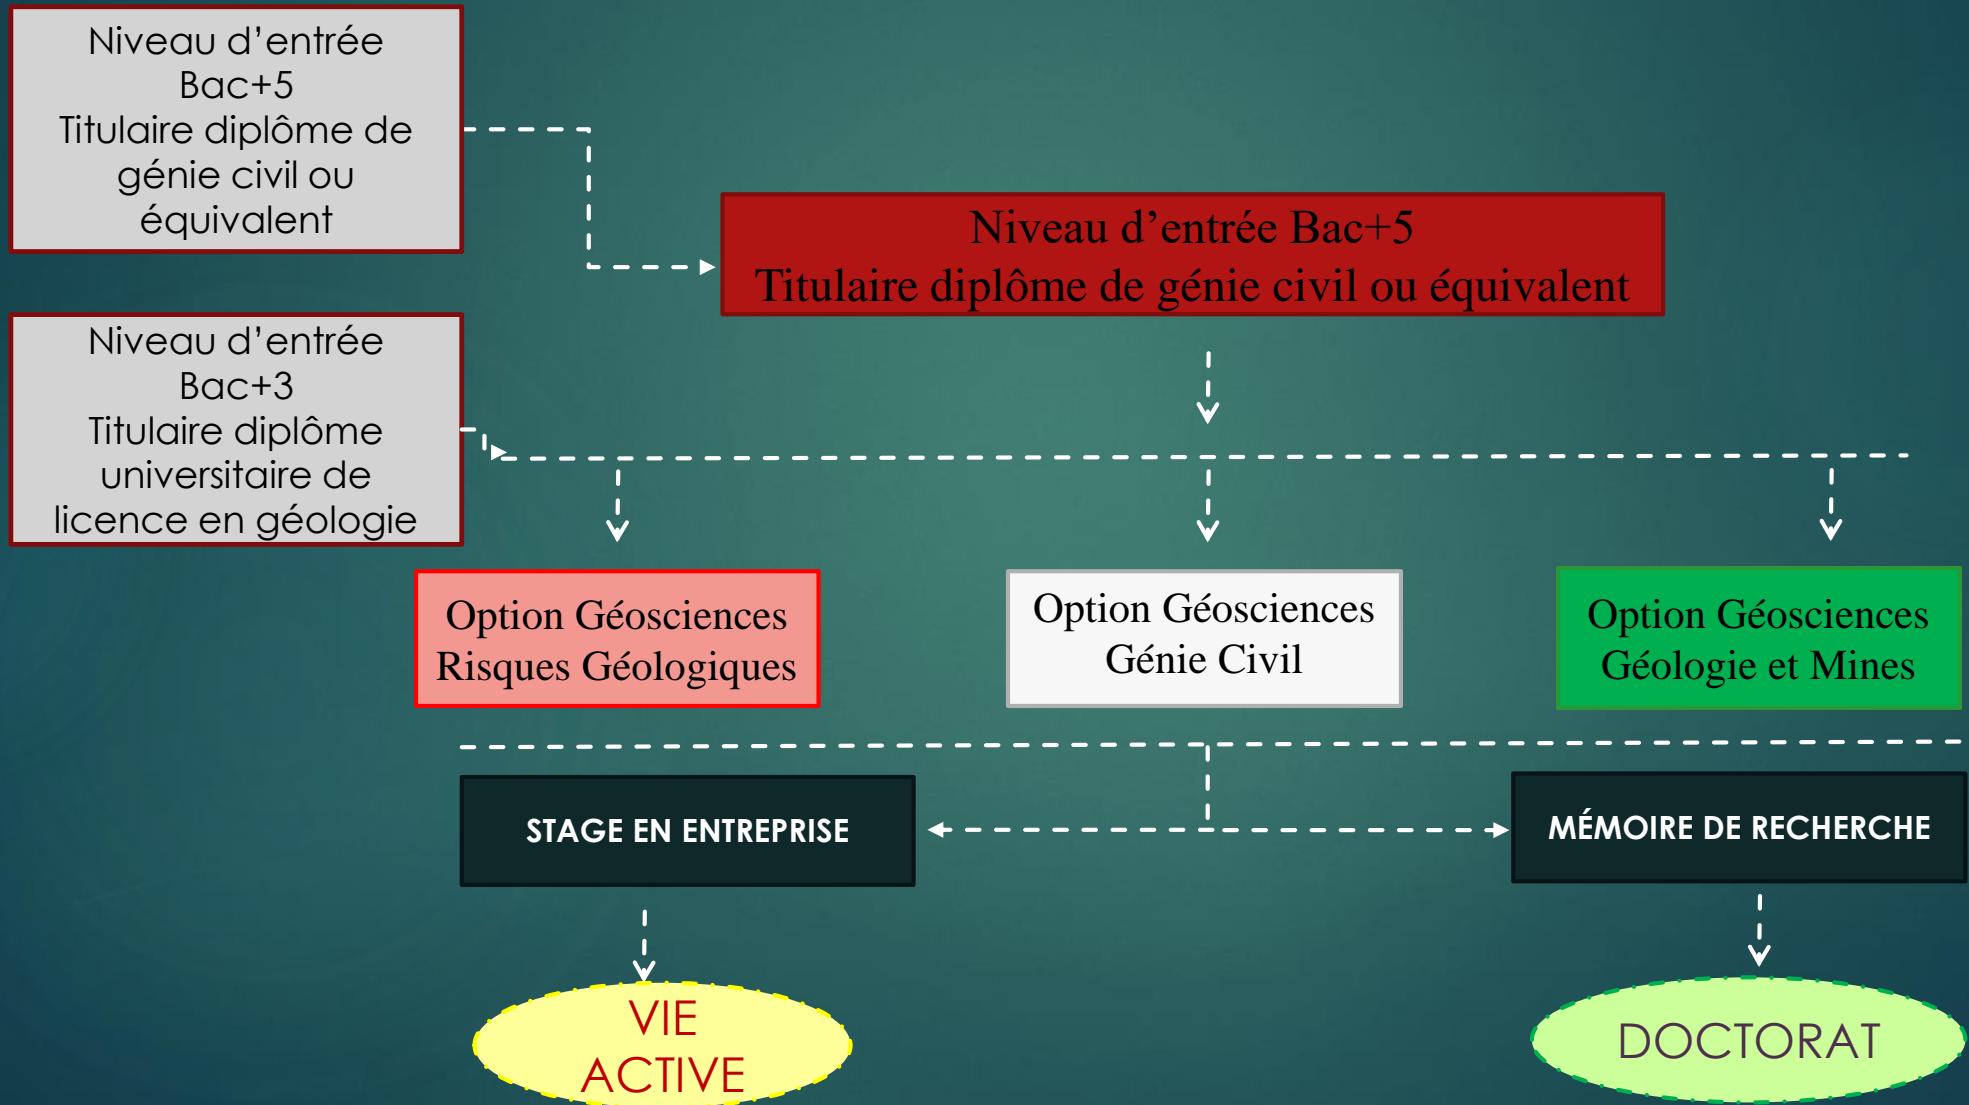 Niveau d’entrée
Bac+5
Titulaire diplôme de
génie civil ou
équivalent
Niveau d’entrée Bac+5
Titulaire diplôme de génie civil ou équivalent
Niveau d’entrée
Bac+3
Titulaire diplôme
universitaire de
licence en géologie
Option Géosciences
Risques Géologiques
Option Géosciences
Génie Civil
Option Géosciences
Géologie et Mines
STAGE EN ENTREPRISE
MÉMOIRE DE RECHERCHE
VIE
ACTIVE
DOCTORAT